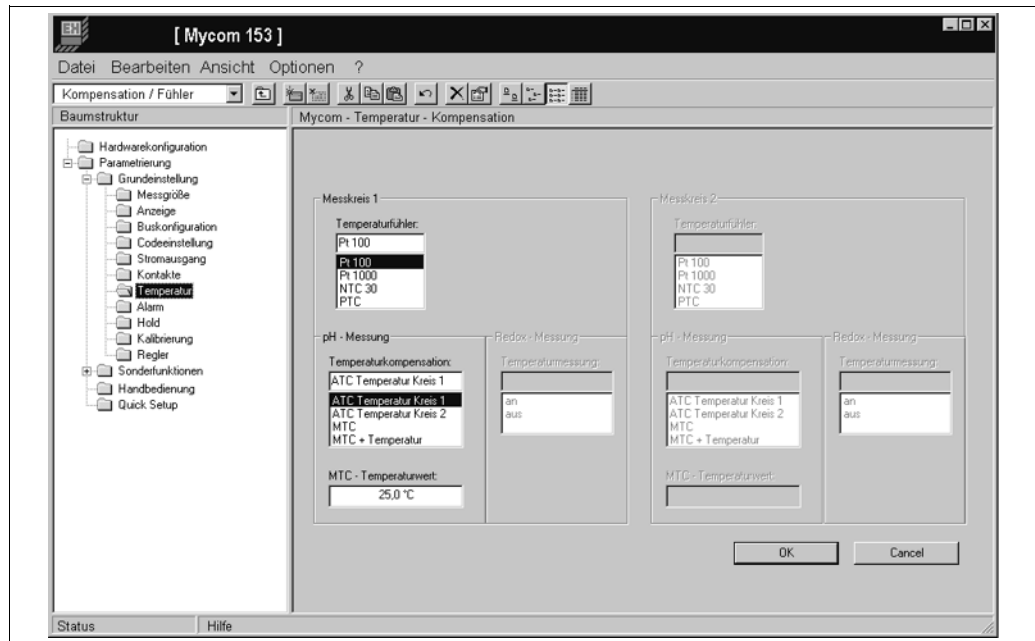 EH
[ Mycom 153 ]
Datei Bearbeiten Ansicht Optionen ?
Kompensation / Fühler
Baumstruktur
Mycom - Temperatur - Kompensation
Hardwarekonfiguration
Parametrierung
Grundeinstellung
Messgröße
Anzeige
Buskonfiguration
Codeeinstellung
Stromausgang
Kontakte
Temperatur
Alarm
Hold
Kalibrierung
Regler
Sonderfunktionen
Handbedienung
Quick Setup
Messkreis 1
Temperaturfühler:
Pt 100
Pt 100
Pt 1000
NTC 30
PTC
pH - Messung
Temperaturkompensation:
ATC Temperatur Kreis 1
ATC Temperatur Kreis 1
ATC Temperatur Kreis 2
MTC
MTC + Temperatur
MTC - Temperaturwert:
25,0 °C
Redox - Messung
Temperaturmessung:
an
aus
Messkreis 2
Temperaturfühler:
Pt 100
Pt 1000
NTC 30
PTC
pH - Messung
Temperaturkompensation:
ATC Temperatur Kreis 1
ATC Temperatur Kreis 2
MTC
MTC + Temperatur
MTC - Temperaturwert:
Redox - Messung
Temperaturmessung:
an
aus
OK
Cancel
Status
Hilfe